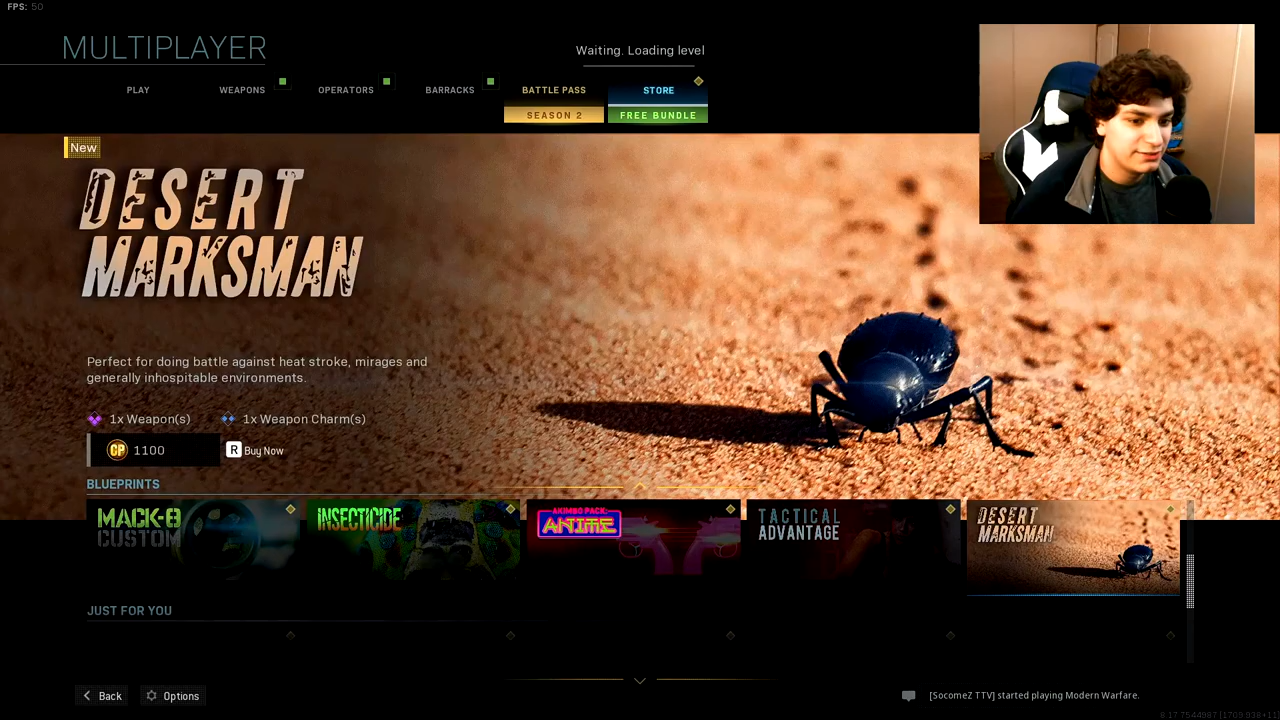 FPS: 50
MULTIPLAYER
Waiting. Loading level
PLAY
WEAPONS
OPERATORS
BARRACKS
BATTLE PASS
SEASON 2
STORE
FREE BUNDLE
New
DESERT
MARKSMAN
Perfect for doing battle against heat stroke, mirages and
generally inhospitable environments.
1x Weapon(s)
1x Weapon Charm(s)
CP 1100
R Buy Now
BLUEPRINTS
MACK-8
CUSTOM
INSECTICIDE
AKIMBO PACK:
ANIME
TACTICAL
ADVANTAGE
DESERT
MARKSMAN
JUST FOR YOU
Back
Options
[SocomeZ TTV] started playing Modern Warfare.